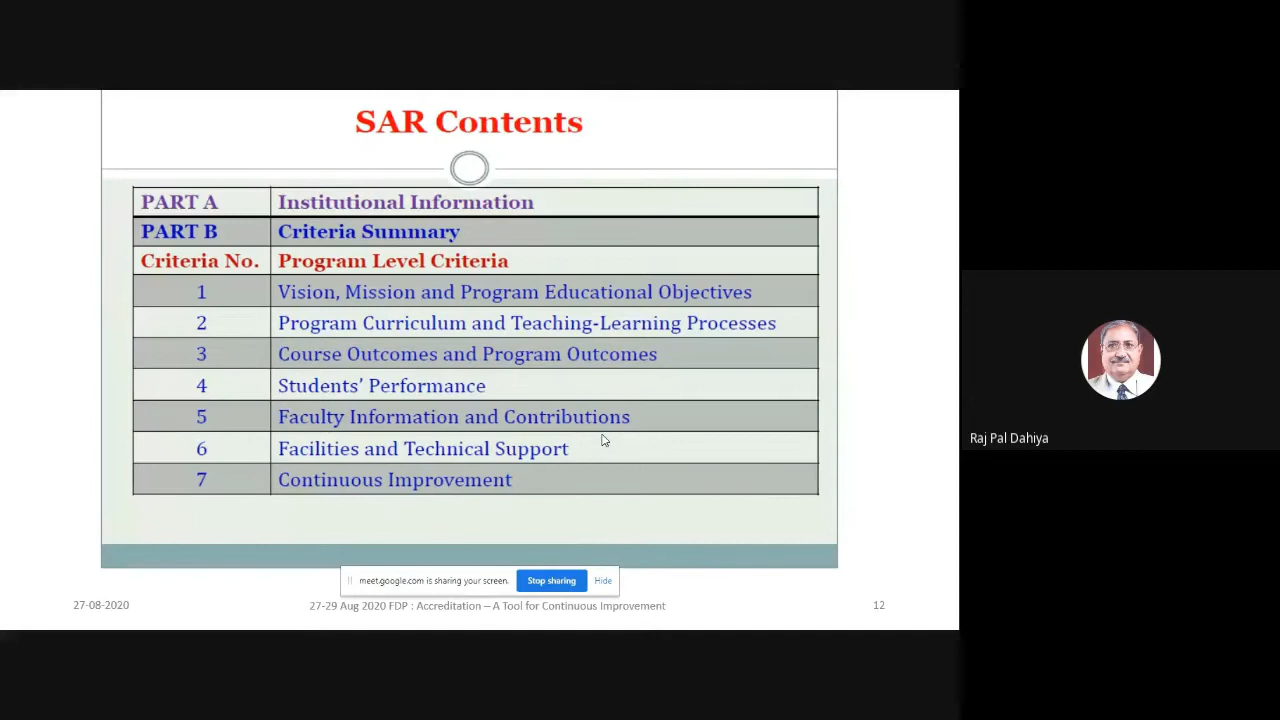 SAR Contents
PART A Institutional Information
PART B Criteria Summary
Criteria No. Program Level Criteria
1 Vision, Mission and Program Educational Objectives
2 Program Curriculum and Teaching-Learning Processes
3 Course Outcomes and Program Outcomes
4 Students’ Performance
5 Faculty Information and Contributions
6 Facilities and Technical Support
7 Continuous Improvement
Raj Pal Dahiya
meet.google.com is sharing your screen. Stop sharing Hide
27-08-2020 27-29 Aug 2020 FDP : Accreditation – A Tool for Continuous Improvement 12